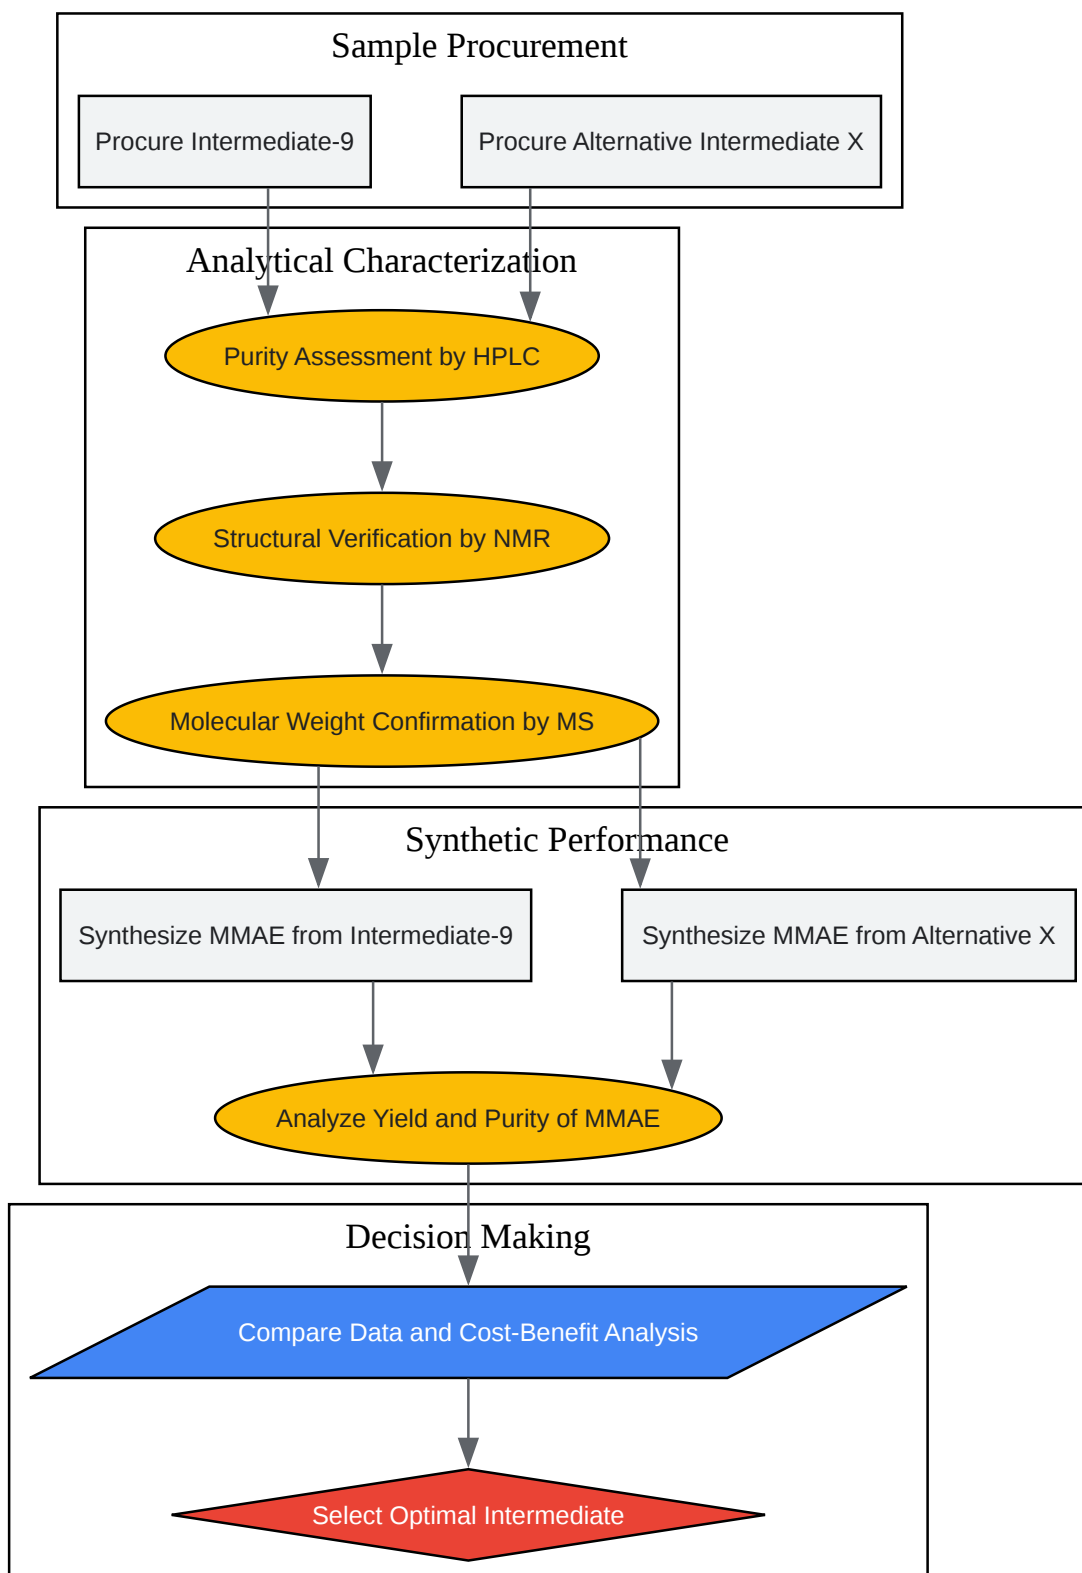 Sample Procurement
Procure Intermediate-9
Procure Alternative Intermediate X
Analytical Characterization
Purity Assessment by HPLC
Structural Verification by NMR
Molecular Weight Confirmation by MS
Synthetic Performance
Synthesize MMAE from Intermediate-9
Synthesize MMAE from Alternative X
Analyze Yield and Purity of MMAE
Decision Making
Compare Data and Cost-Benefit Analysis
Select Optimal Intermediate